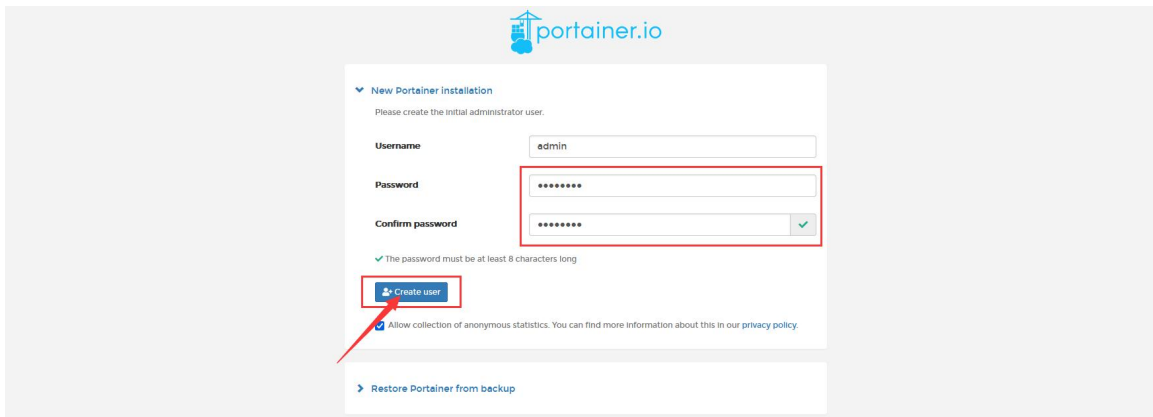 portainer.io
New Portainer installation
Please create the initial administrator user.
Username
admin
Password
••••••••
Confirm password
••••••••
The password must be at least 8 characters long
Create user
Allow collection of anonymous statistics. You can find more information about this in our privacy policy.
Restore Portainer from backup